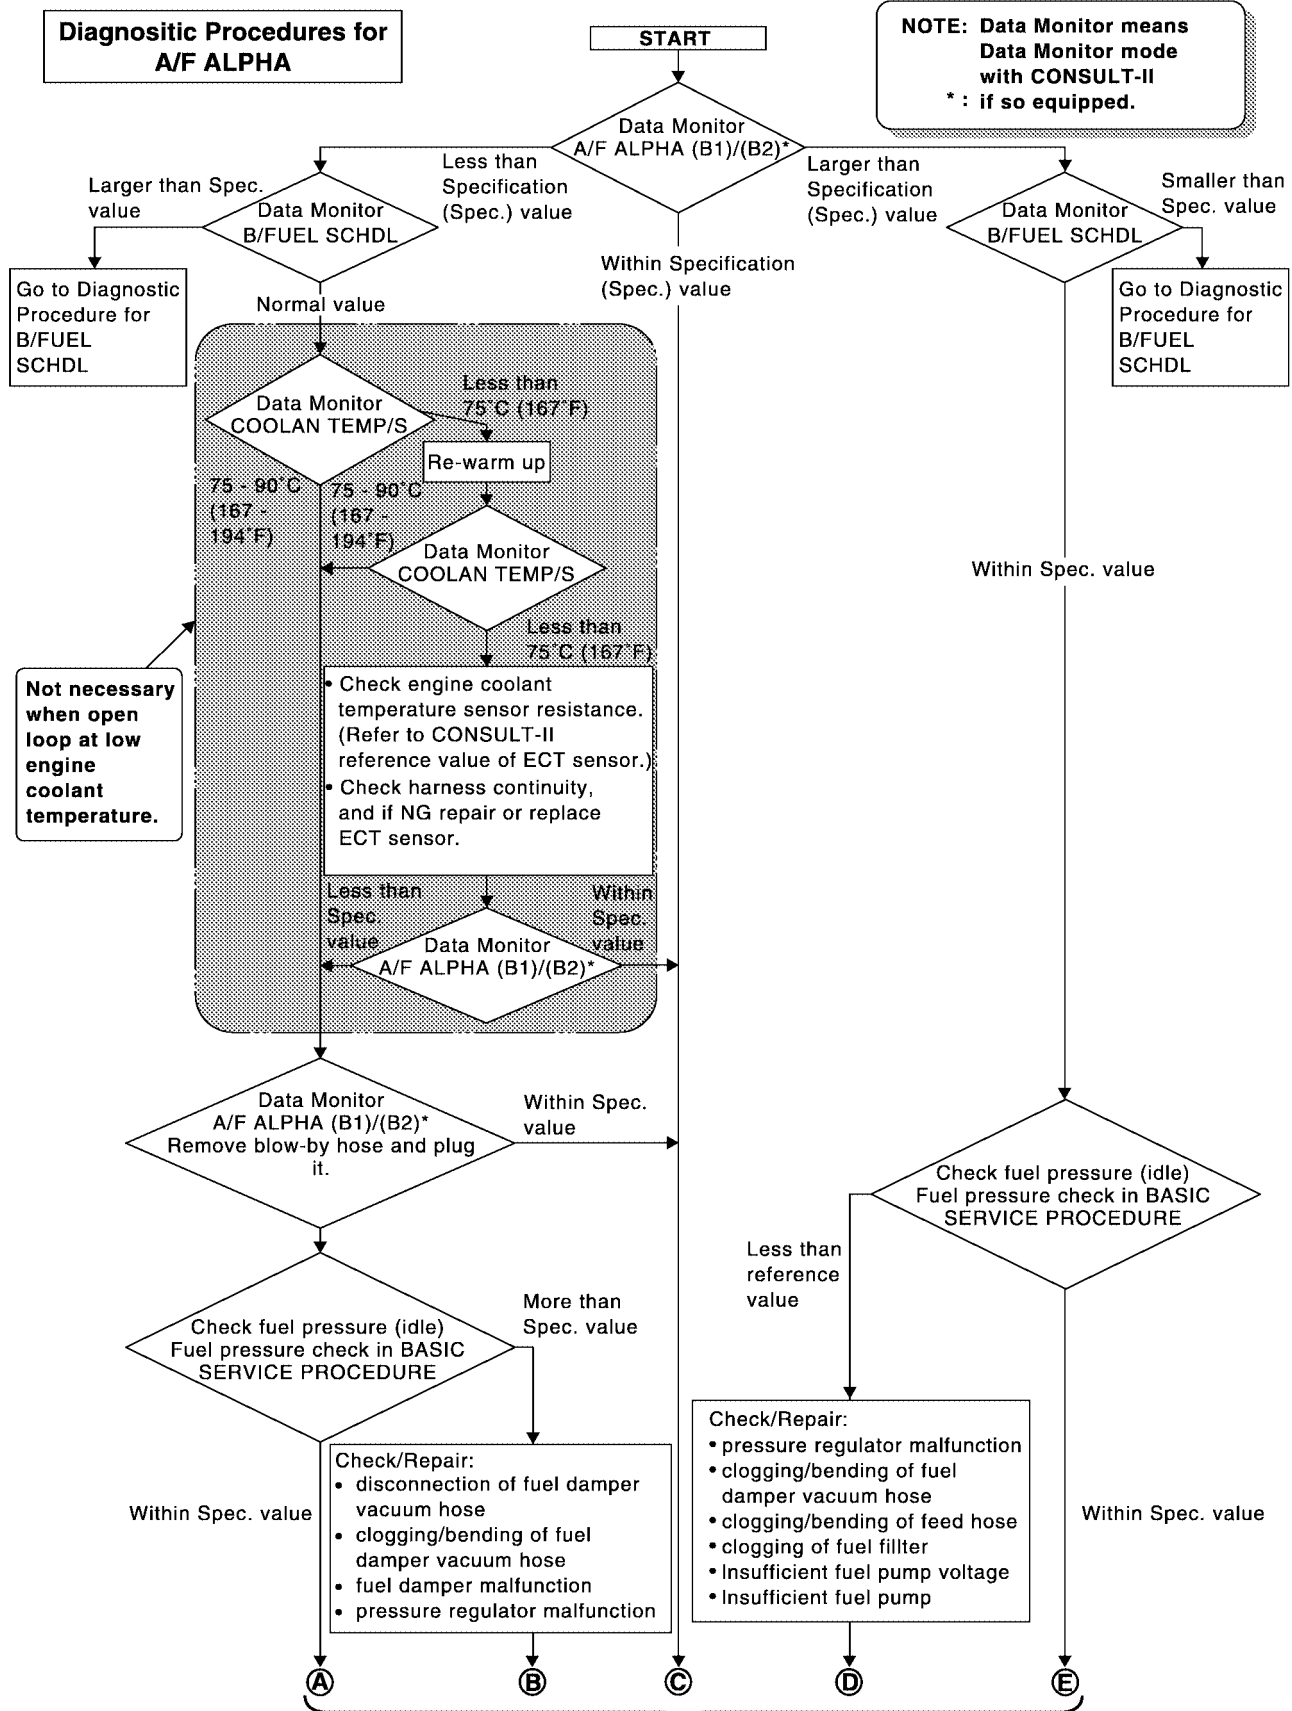 Diagnositic Procedures for
A/F ALPHA
START
NOTE: Data Monitor means
Data Monitor mode
with CONSULT-II
* : if so equipped.
Data Monitor
A/F ALPHA (B1)/(B2)*
Less than
Specification
(Spec.) value
Larger than
Specification
(Spec.) value
Within Specification
(Spec.) value
Larger than Spec.
value
Data Monitor
B/FUEL SCHDL
Smaller than
Spec. value
Data Monitor
B/FUEL SCHDL
Go to Diagnostic
Procedure for
B/FUEL
SCHDL
Normal value
Go to Diagnostic
Procedure for
B/FUEL
SCHDL
Data Monitor
COOLAN TEMP/S
Less than
75˚C (167˚F)
Re-warm up
75 - 90˚C
(167 -
194˚F)
75 - 90˚C
(167 -
194˚F)
Data Monitor
COOLAN TEMP/S
Within Spec. value
Less than
75˚C (167˚F)
Not necessary
when open
loop at low
engine
coolant
temperature.
• Check engine coolant
temperature sensor resistance.
(Refer to CONSULT-II
reference value of ECT sensor.)
• Check harness continuity,
and if NG repair or replace
ECT sensor.
Less than
Spec.
value
Within
Spec.
value
Data Monitor
A/F ALPHA (B1)/(B2)*
Data Monitor
A/F ALPHA (B1)/(B2)*
Remove blow-by hose and plug
it.
Within Spec.
value
Check fuel pressure (idle)
Fuel pressure check in BASIC
SERVICE PROCEDURE
Less than
reference
value
More than
Spec. value
Check fuel pressure (idle)
Fuel pressure check in BASIC
SERVICE PROCEDURE
Within Spec. value
Check/Repair:
• disconnection of fuel damper
vacuum hose
• clogging/bending of fuel
damper vacuum hose
• fuel damper malfunction
• pressure regulator malfunction
Check/Repair:
• pressure regulator malfunction
• clogging/bending of fuel
damper vacuum hose
• clogging/bending of feed hose
• clogging of fuel fillter
• Insufficient fuel pump voltage
• Insufficient fuel pump
Within Spec. value
A B C D E